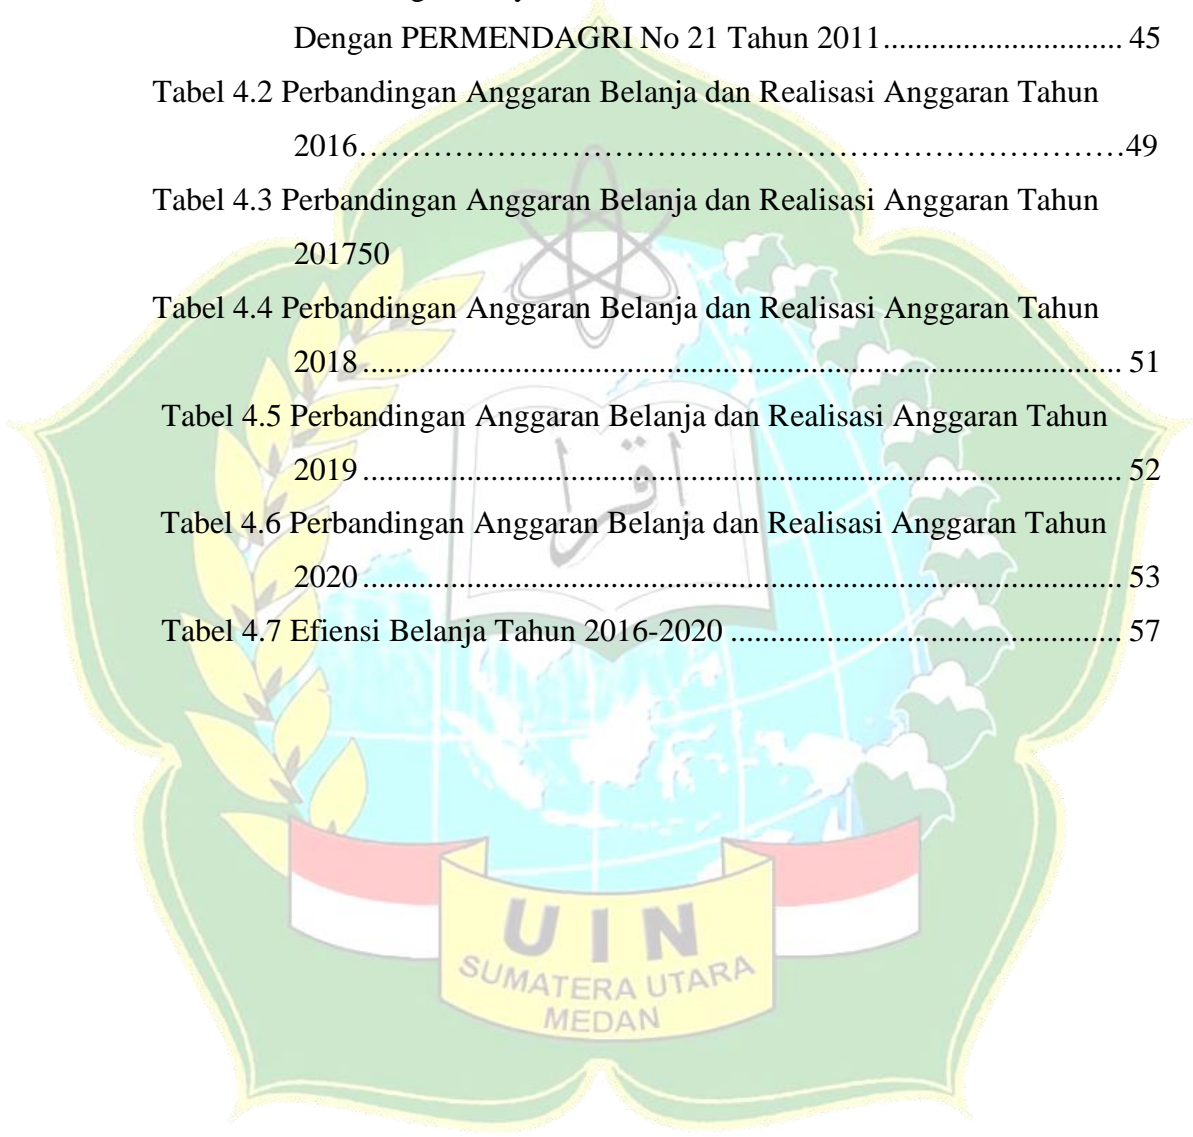 Dengan PERMENDAGRI No 21 Tahun 2011............................. 45
Tabel 4.2 Perbandingan Anggaran Belanja dan Realisasi Anggaran Tahun
2016……………………………………………………………49
Tabel 4.3 Perbandingan Anggaran Belanja dan Realisasi Anggaran Tahun
201750
Tabel 4.4 Perbandingan Anggaran Belanja dan Realisasi Anggaran Tahun
2018................................................................................. 51
Tabel 4.5 Perbandingan Anggaran Belanja dan Realisasi Anggaran Tahun
2019................................................................................. 52
Tabel 4.6 Perbandingan Anggaran Belanja dan Realisasi Anggaran Tahun
2020................................................................................. 53
Tabel 4.7 Efiensi Belanja Tahun 2016-2020 .......................................... 57
اقرا
UIN
SUMATERA UTARA
MEDAN